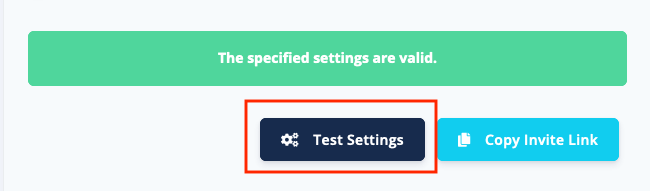 The specified settings are valid.
Test Settings
Copy Invite Link